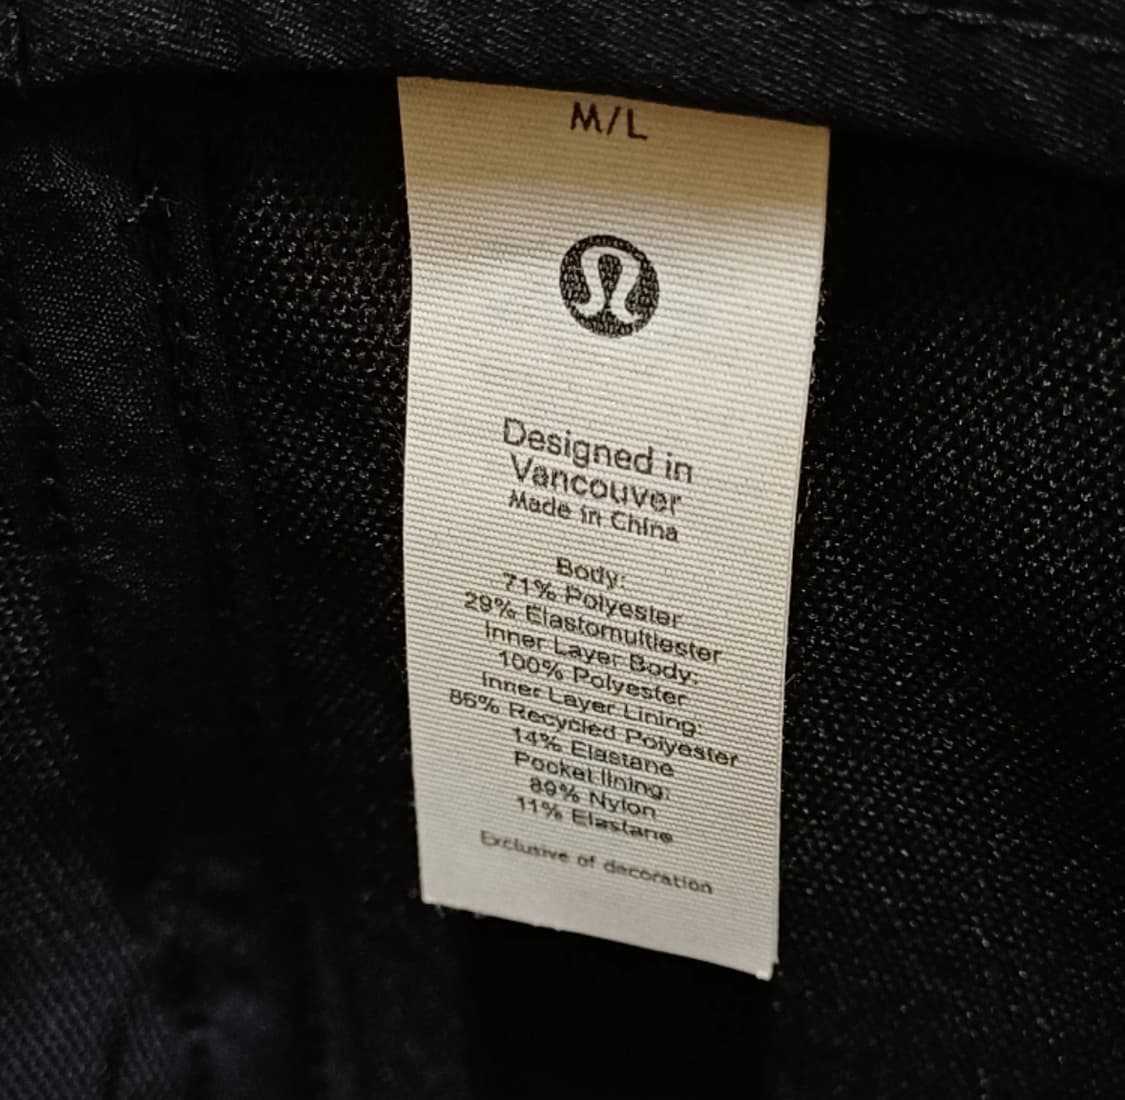 M/L
Designed in
Vancouver
Made in China
Body:
71% Polyester
29% Elastomultiester
Inner Layer Body:
100% Polyester
Inner Layer Lining:
86% Recycled Polyester
14% Elastane
Pocket lining:
89% Nylon
11% Elastane
Exclusive of decoration